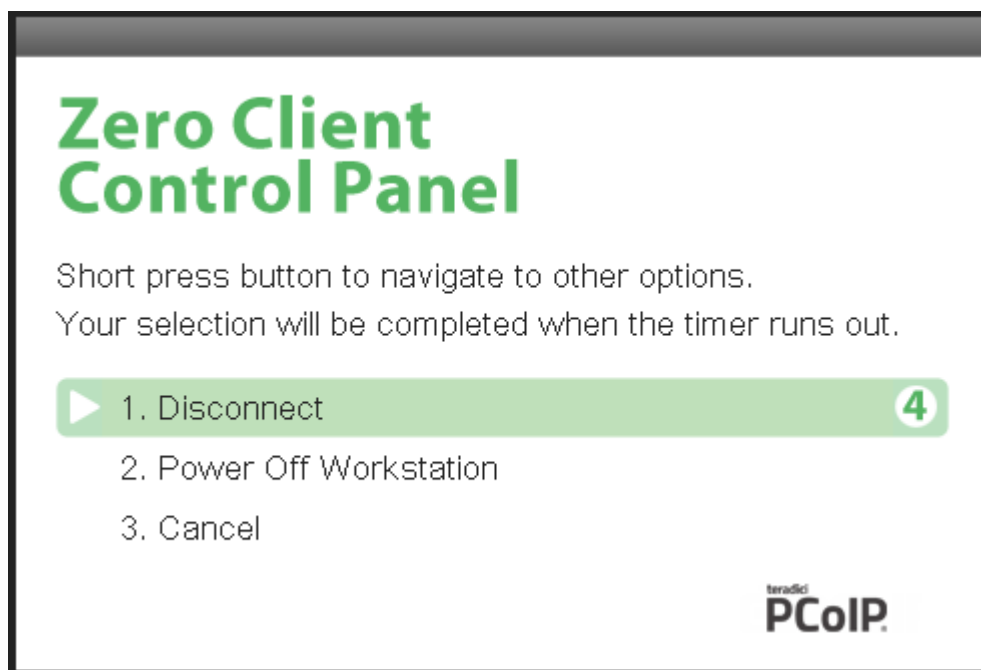 Zero Client
Control Panel
Short press button to navigate to other options.
Your selection will be completed when the timer runs out.
1. Disconnect 4
2. Power Off Workstation
3. Cancel
teradici
PCoIP®